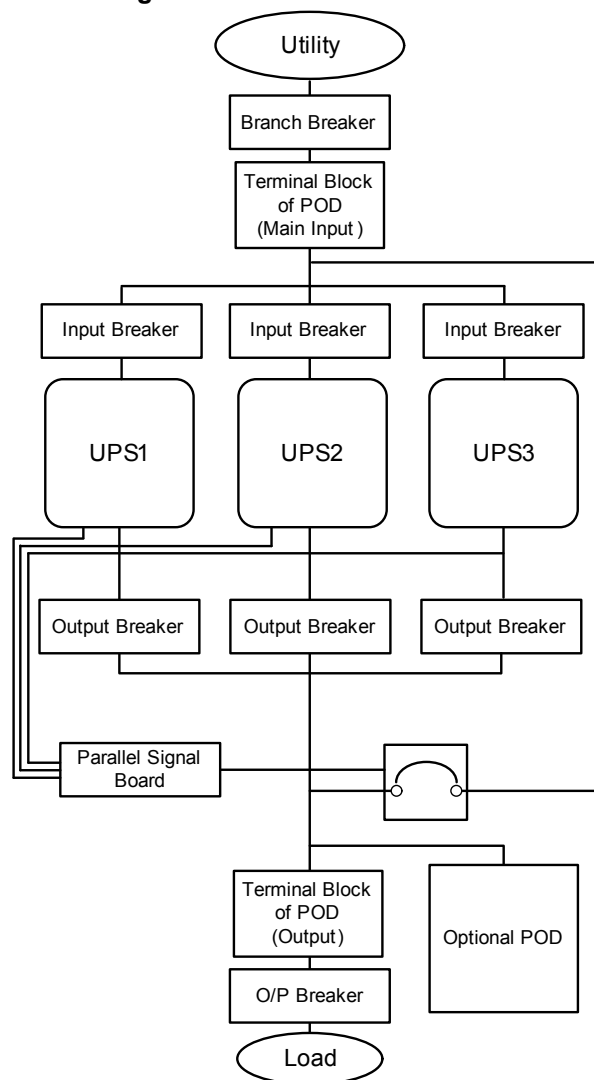 Utility
Branch Breaker
Terminal Block
of POD
(Main Input)
Input Breaker
Input Breaker
Input Breaker
UPS1
UPS2
UPS3
Output Breaker
Output Breaker
Output Breaker
Parallel Signal
Board
Terminal Block
of POD
(Output)
Optional POD
O/P Breaker
Load